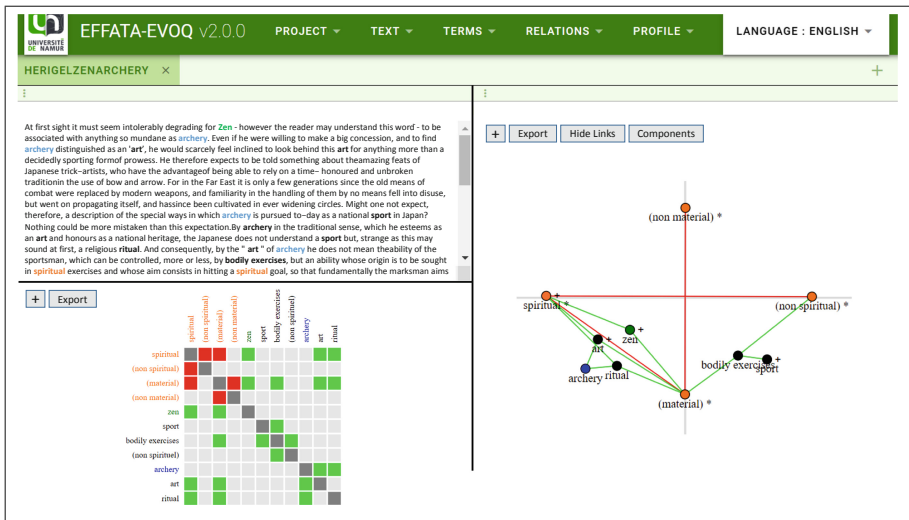 UNIVERSITÉ
DE NAMUR
EFFATA-EVOQ v2.0.0
PROJECT
TEXT
TERMS
RELATIONS
PROFILE
LANGUAGE : ENGLISH
HERIGELZENARCHERY ×
+
At first sight it must seem intolerably degrading for Zen - however the reader may understand this word - to be
associated with anything so mundane as archery. Even if he were willing to make a big concession, and to find
archery distinguished as an 'art', he would scarcely feel inclined to look behind this art for anything more than a
decidedly sporting formof prowess. He therefore expects to be told something about theamazing feats of
Japanese trick–artists, who have the advantageof being able to rely on a time– honoured and unbroken
traditionin the use of bow and arrow. For in the Far East it is only a few generations since the old means of
combat were replaced by modern weapons, and familiarity in the handling of them by no means fell into disuse,
but went on propagating itself, and hassince been cultivated in ever widening circles. Might one not expect,
therefore, a description of the special ways in which archery is pursued to–day as a national sport in Japan?
Nothing could be more mistaken than this expectation.By archery in the traditional sense, which he esteems as
an art and honours as a national heritage, the Japanese does not understand a sport but, strange as this may
sound at first, a religious ritual. And consequently, by the " art " of archery he does not mean theability of the
sportsman, which can be controlled, more or less, by bodily exercises, but an ability whose origin is to be sought
in spiritual exercises and whose aim consists in hitting a spiritual goal, so that fundamentally the marksman aims
+ Export
spiritual
(non spiritual)
(material)
(non material)
zen
sport
bodily exercises
(non spirituel)
archery
art
ritual
spiritual
(non spiritual)
(material)
(non material)
zen
sport
bodily exercises
(non spirituel)
archery
art
ritual
+ Export Hide Links Components
(non material) *
+
spiritual *
(non spiritual) *
+
zen
+
art
archery
ritual
bodily exercises
+
sport
(material) *